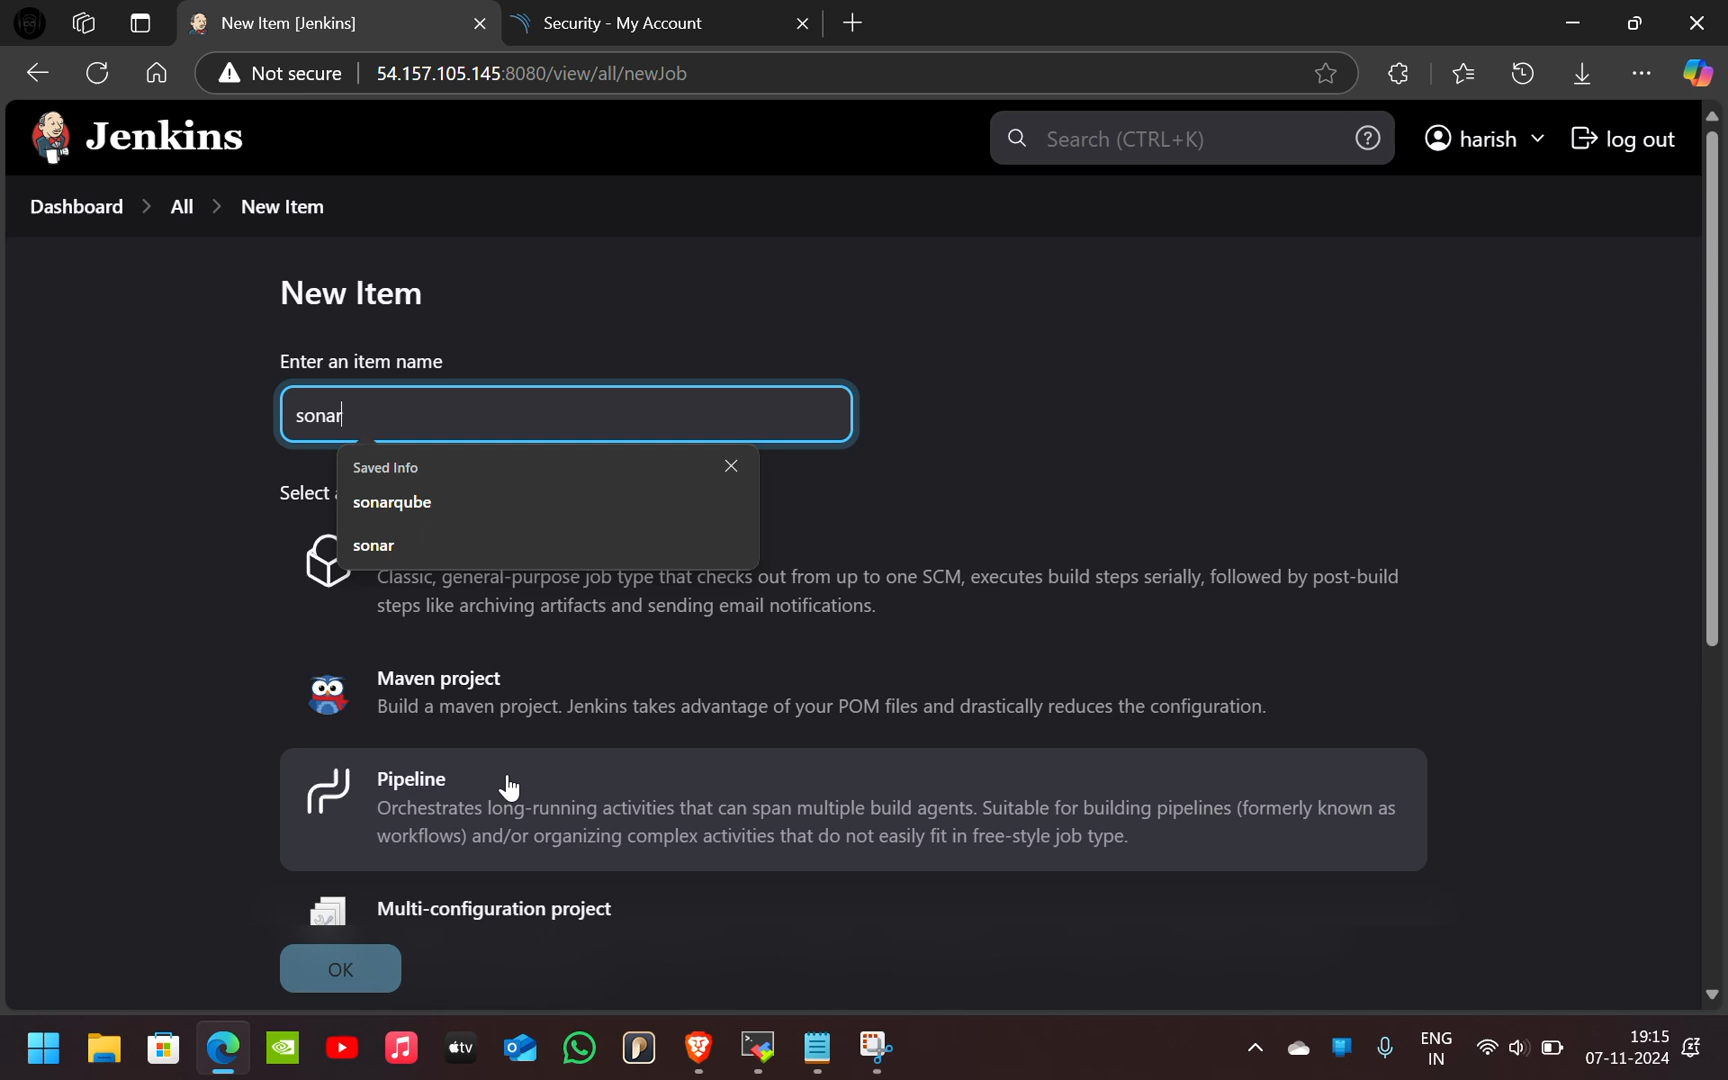 New Item [Jenkins]
Security - My Account
Not secure
54.157.105.145:8080/view/all/newJob
Jenkins
Search (CTRL+K)
harish
log out
Dashboard
All
New Item
New Item
Enter an item name
sonar
Saved Info
sonarqube
sonar
Select
Classic, general-purpose job type that checks out from up to one SCM, executes build steps serially, followed by post-build
steps like archiving artifacts and sending email notifications.
Maven project
Build a maven project. Jenkins takes advantage of your POM files and drastically reduces the configuration.
Pipeline
Orchestrates long-running activities that can span multiple build agents. Suitable for building pipelines (formerly known as
workflows) and/or organizing complex activities that do not easily fit in free-style job type.
Multi-configuration project
OK
tv
ENG
IN
19:15
07-11-2024